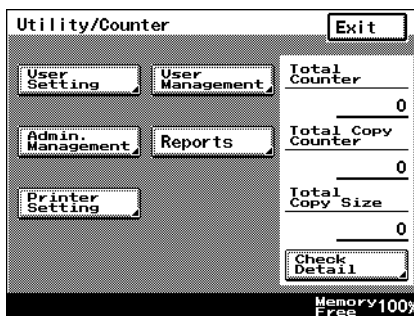 Utility/Counter
Exit
User
Setting
User
Management
Total
Counter
0
Admin.
Management
Reports
Total Copy
Counter
0
Printer
Setting
Total
Copy Size
0
Check
Detail
Memory
Free
100%